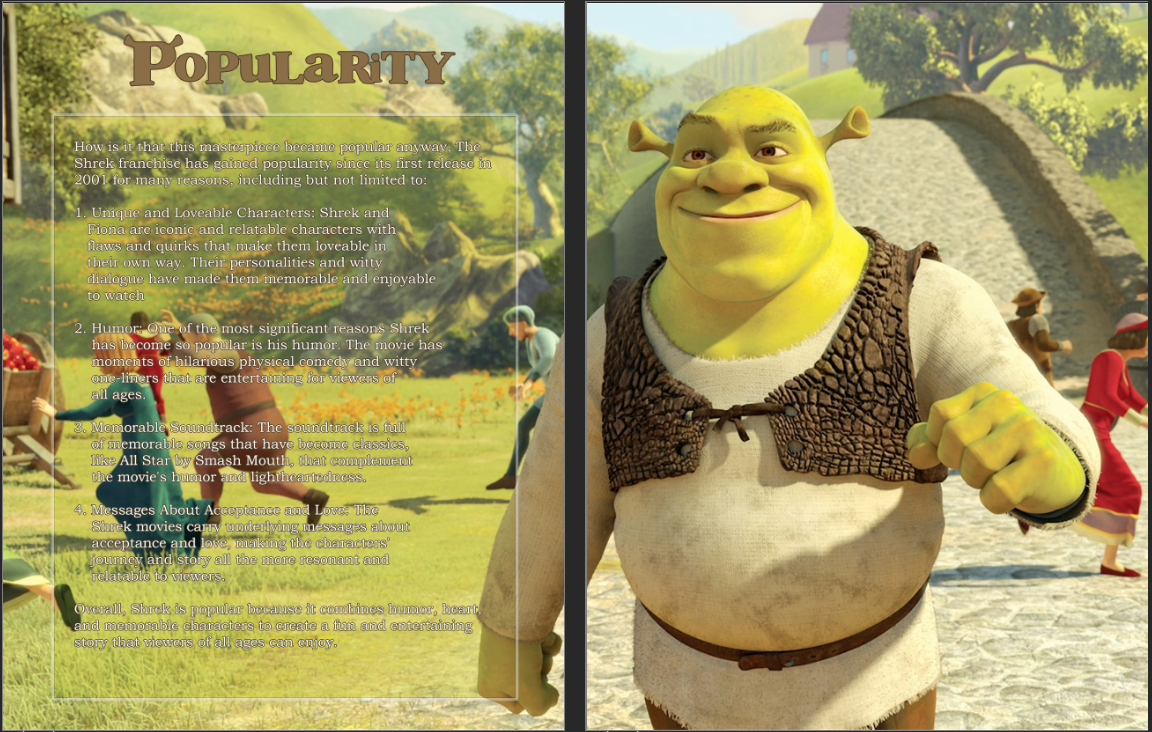 PoPuLaRiTY
How is it that this masterpiece became popular anyway. The
Shrek franchise has gained popularity since its first release in
2001 for many reasons, including but not limited to:
1. Unique and Loveable Characters: Shrek and
Fiona are iconic and relatable characters with
flaws and quirks that make them loveable in
their own way. Their personalities and witty
dialogue have made them memorable and enjoyable
to watch
2. Humor: One of the most significant reasons Shrek
has become so popular is his humor. The movie has
moments of hilarious physical comedy and witty
one-liners that are entertaining for viewers of
all ages.
3. Memorable Soundtrack: The soundtrack is full
of memorable songs that have become classics,
like All Star by Smash Mouth, that complement
the movie's humor and lightheartedness.
4. Messages About Acceptance and Love: The
Shrek movies carry underlying messages about
acceptance and love, making the characters'
journey and story all the more resonant and
relatable to viewers.
Overall, Shrek is popular because it combines humor, heart,
and memorable characters to create a fun and entertaining
story that viewers of all ages can enjoy.